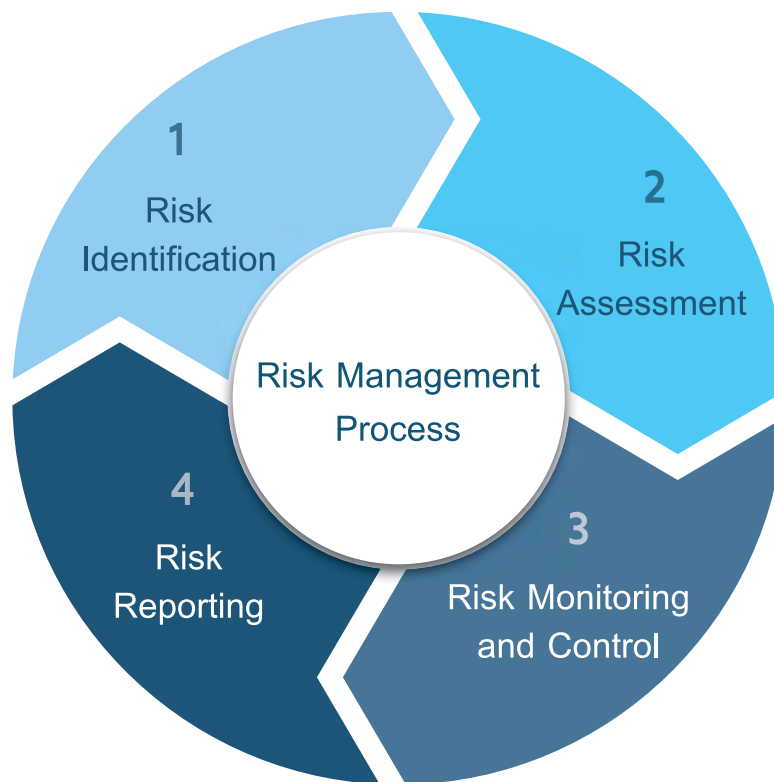 1
Risk
Identification
2
Risk
Assessment
Risk Management
Process
3
Risk Monitoring
and Control
4
Risk
Reporting